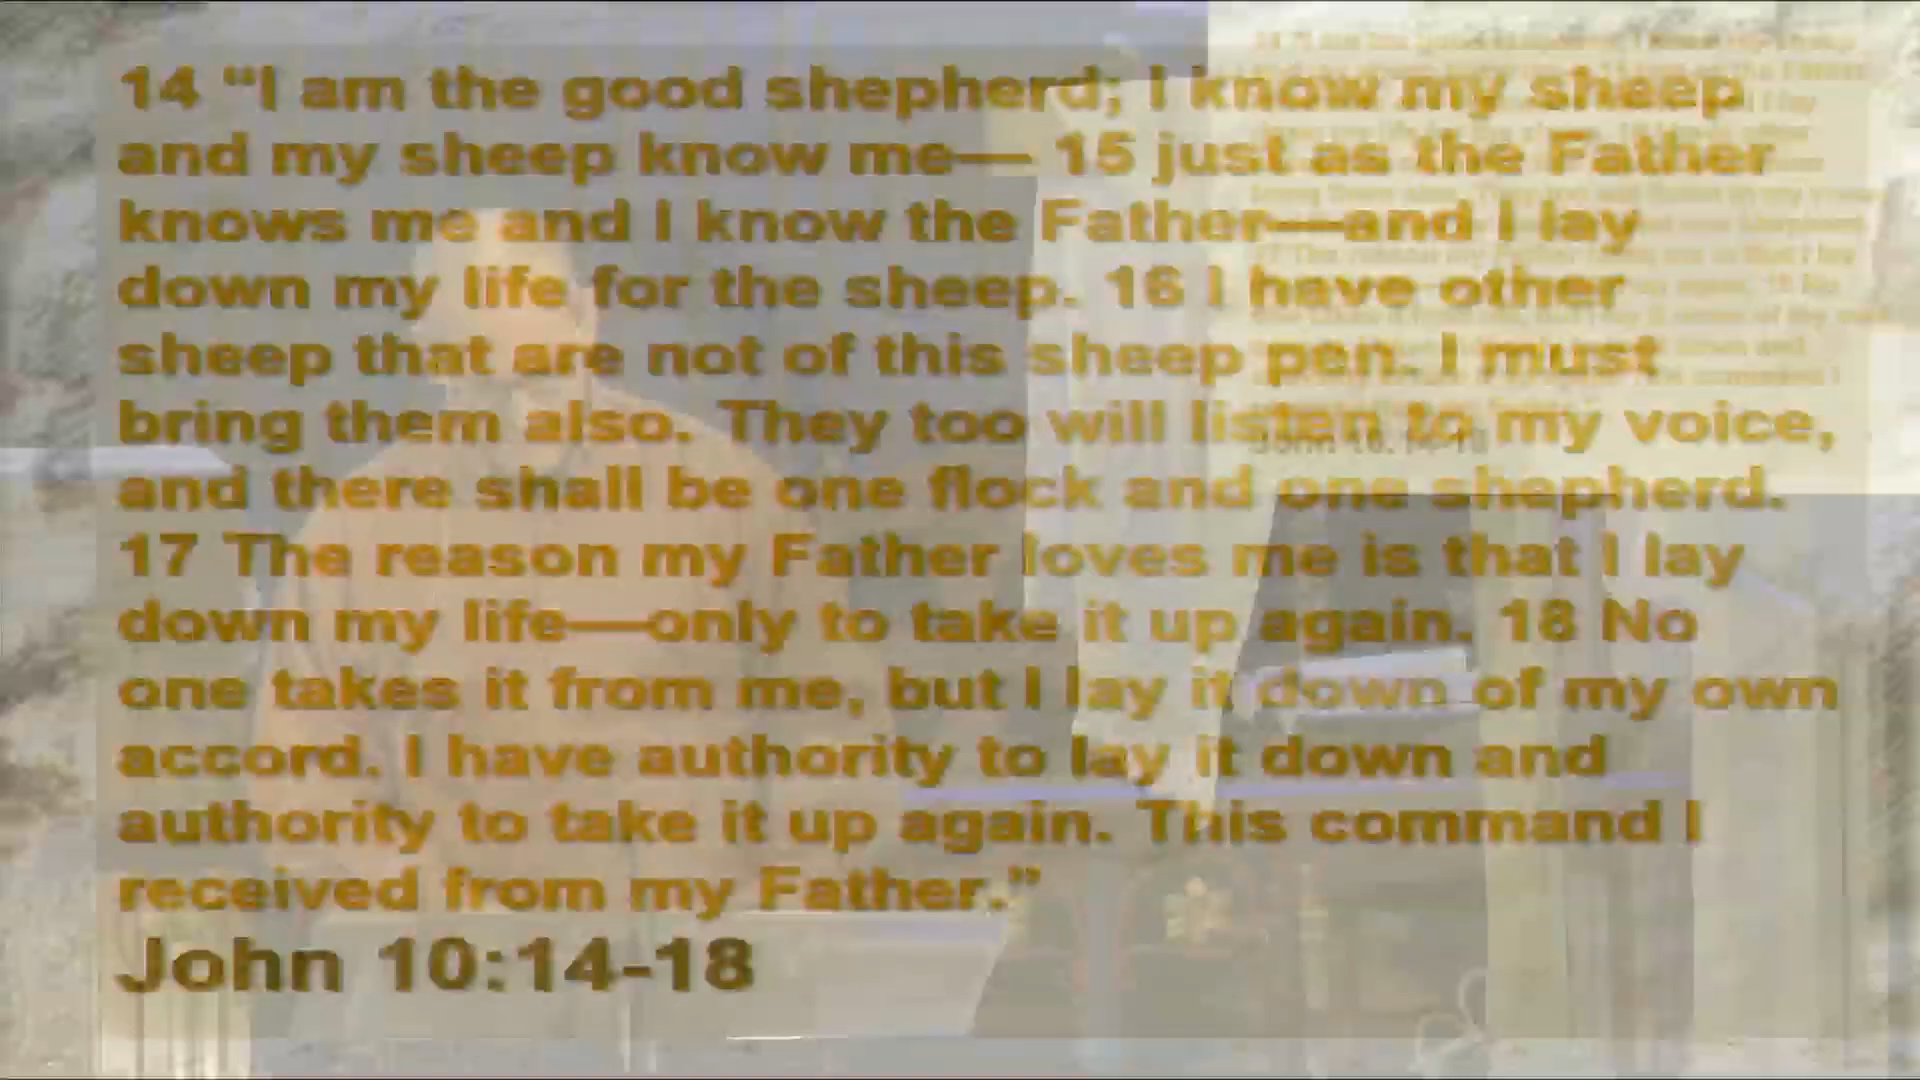 14 “I am the good shepherd; I know my sheep
and my sheep know me— 15 just as the Father
knows me and I know the Father—and I lay
down my life for the sheep. 16 I have other
sheep that are not of this sheep pen. I must
bring them also. They too will listen to my voice,
and there shall be one flock and one shepherd.
17 The reason my Father loves me is that I lay
down my life—only to take it up again. 18 No
one takes it from me, but I lay it down of my own
accord. I have authority to lay it down and
authority to take it up again. This command I
received from my Father.”
John 10:14-18
John 10:14-18